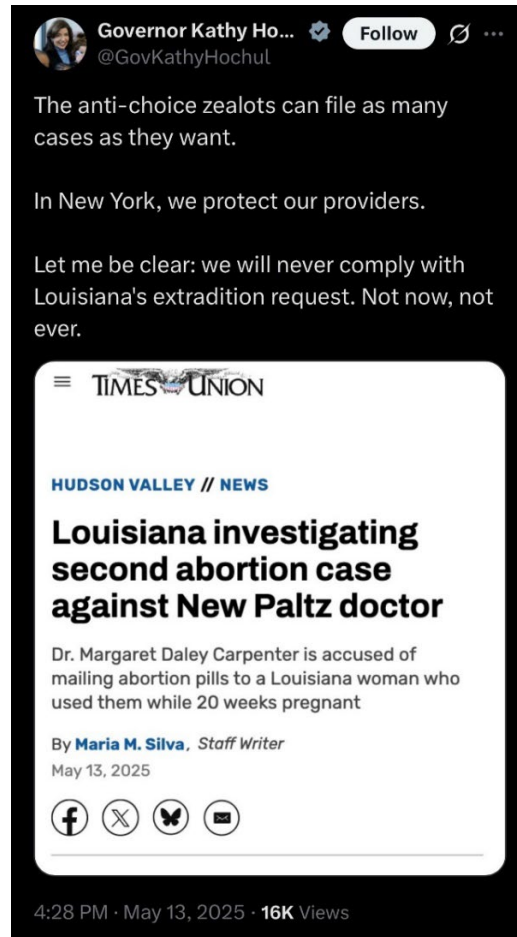 Governor Kathy Ho...
Follow
@GovKathyHochul
The anti-choice zealots can file as many
cases as they want.
In New York, we protect our providers.
Let me be clear: we will never comply with
Louisiana's extradition request. Not now, not
ever.
TIMES UNION
HUDSON VALLEY // NEWS
Louisiana investigating
second abortion case
against New Paltz doctor
Dr. Margaret Daley Carpenter is accused of
mailing abortion pills to a Louisiana woman who
used them while 20 weeks pregnant
By Maria M. Silva, Staff Writer
May 13, 2025
4:28 PM · May 13, 2025 · 16K Views